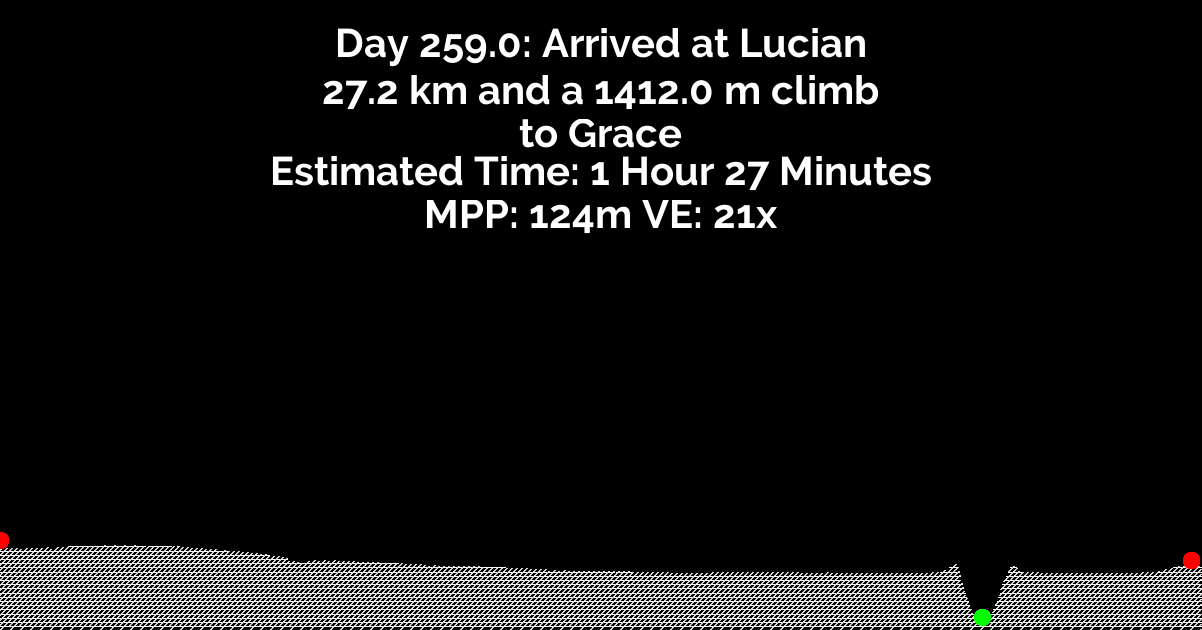 Day 259.0: Arrived at Lucian
27.2 km and a 1412.0 m climb
to Grace
Estimated Time: 1 Hour 27 Minutes
MPP: 124m VE: 21x